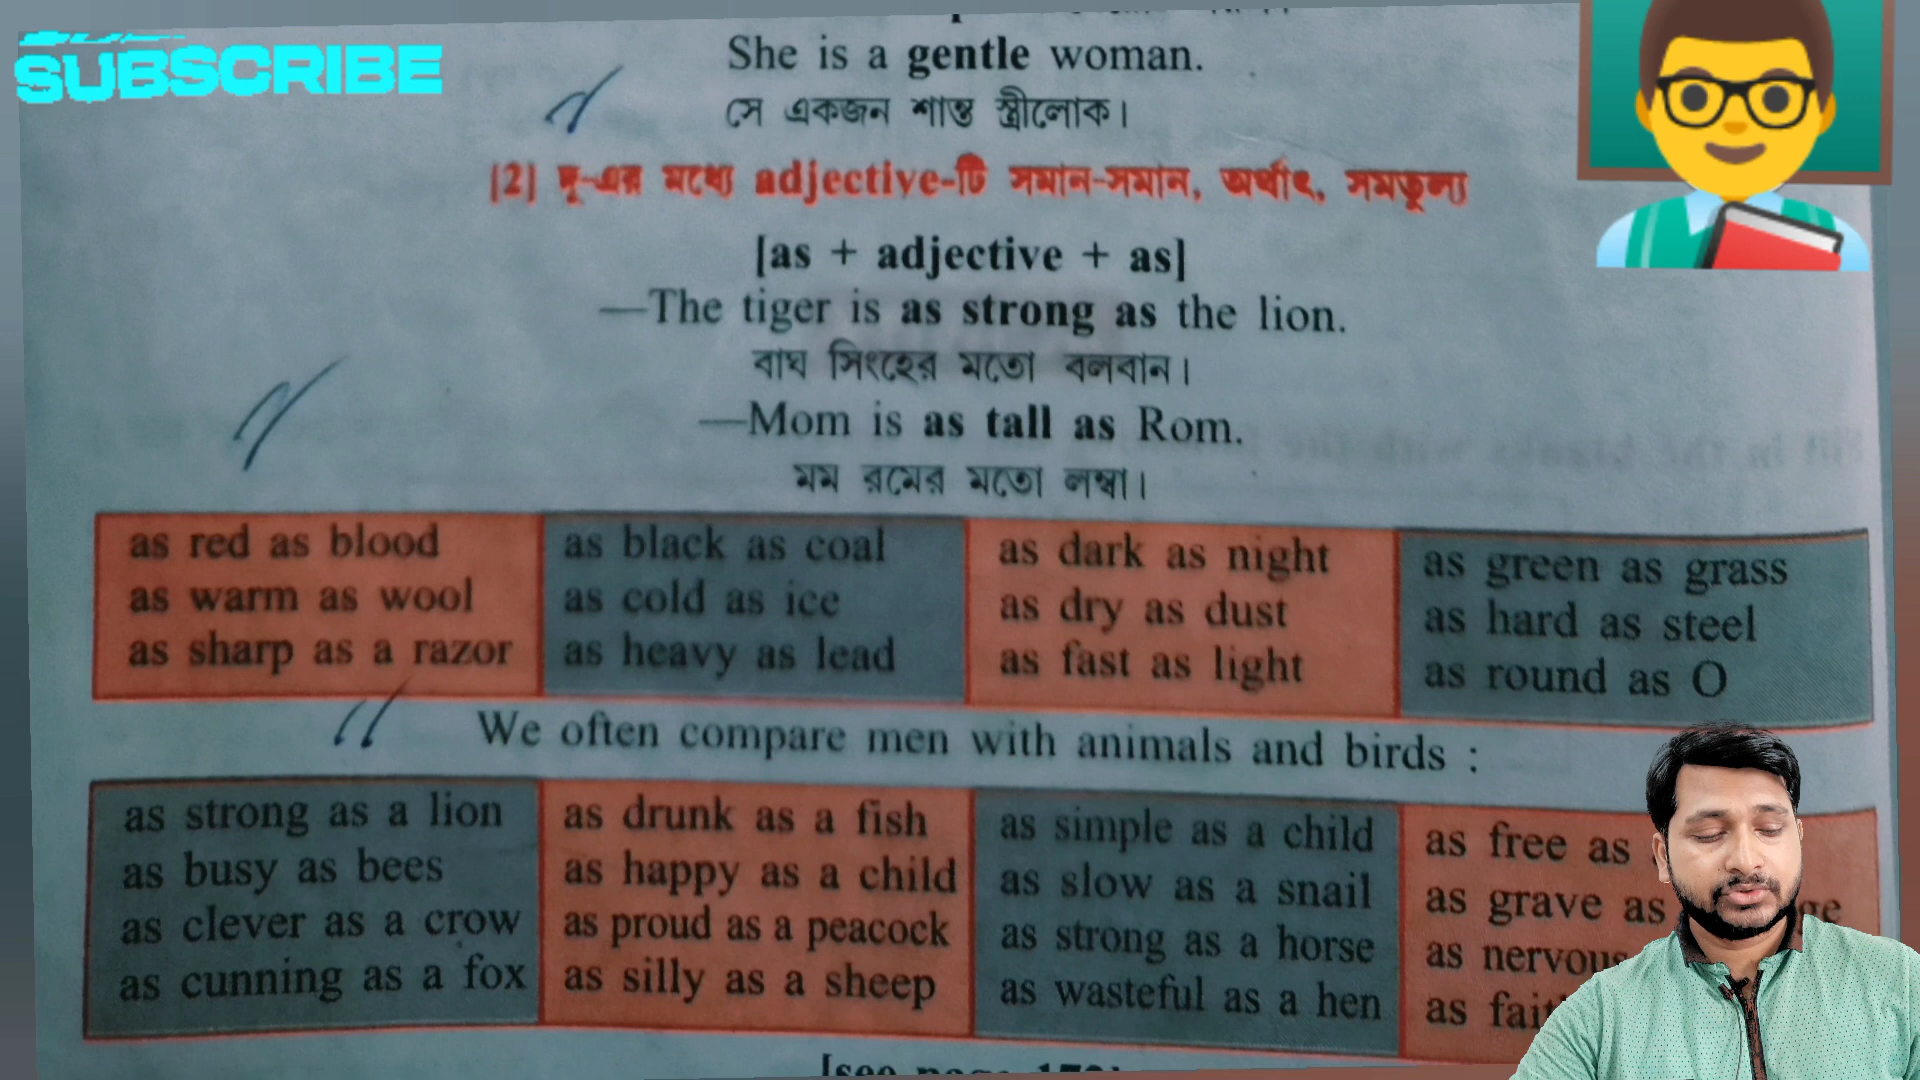 SUBSCRIBE
She is a gentle woman.
সে একজন শান্ত স্ত্রীলোক।
[2] দু-এর মধ্যে adjective-টি সমান-সমান, অর্থাৎ, সমতুল্য
[as + adjective + as]
—The tiger is as strong as the lion.
বাঘ সিংহের মতো বলবান।
—Mom is as tall as Rom.
মম রমের মতো লম্বা।
as red as blood
as warm as wool
as sharp as a razor
as black as coal
as cold as ice
as heavy as lead
as dark as night
as dry as dust
as fast as light
as green as grass
as hard as steel
as round as O
We often compare men with animals and birds :
as strong as a lion
as busy as bees
as clever as a crow
as cunning as a fox
as drunk as a fish
as happy as a child
as proud as a peacock
as silly as a sheep
as simple as a child
as slow as a snail
as strong as a horse
as wasteful as a hen
as free as
as grave as
as nervous
as
[see page